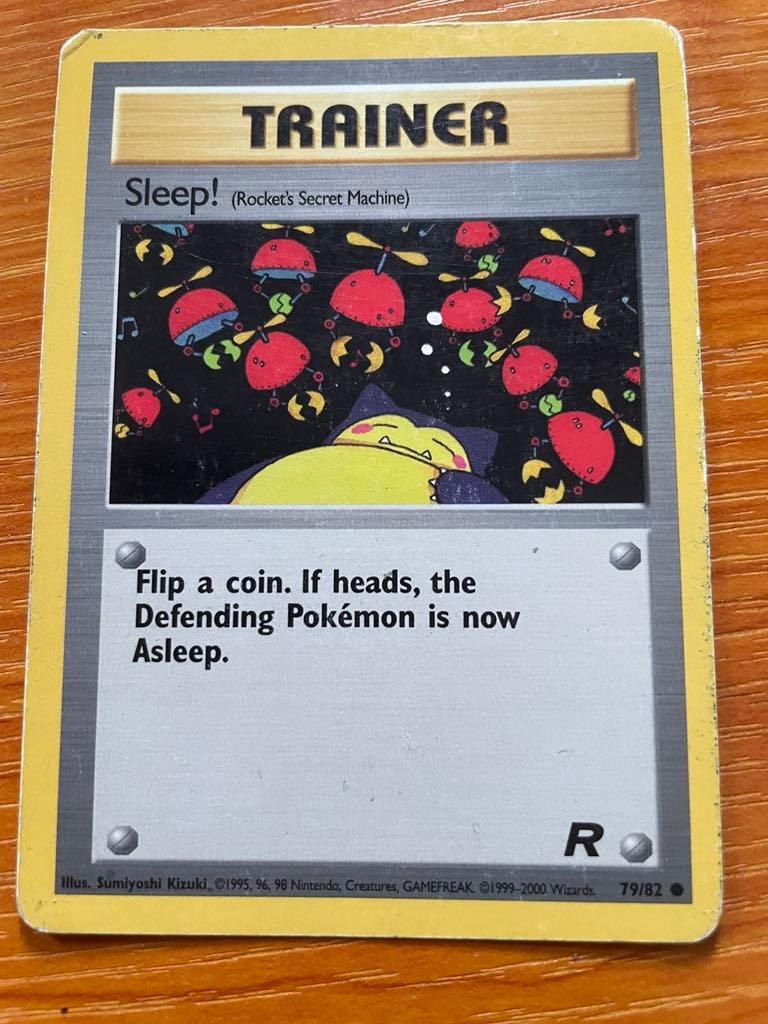 TRAINER
Sleep! (Rocket's Secret Machine)
Flip a coin. If heads, the
Defending Pokémon is now
Asleep.
R
Illus. Sumiyoshi Kizuki ©1995, 96, 98 Nintendo, Creatures, GAMEFREAK. ©1999–2000 Wizards. 79/82 ●